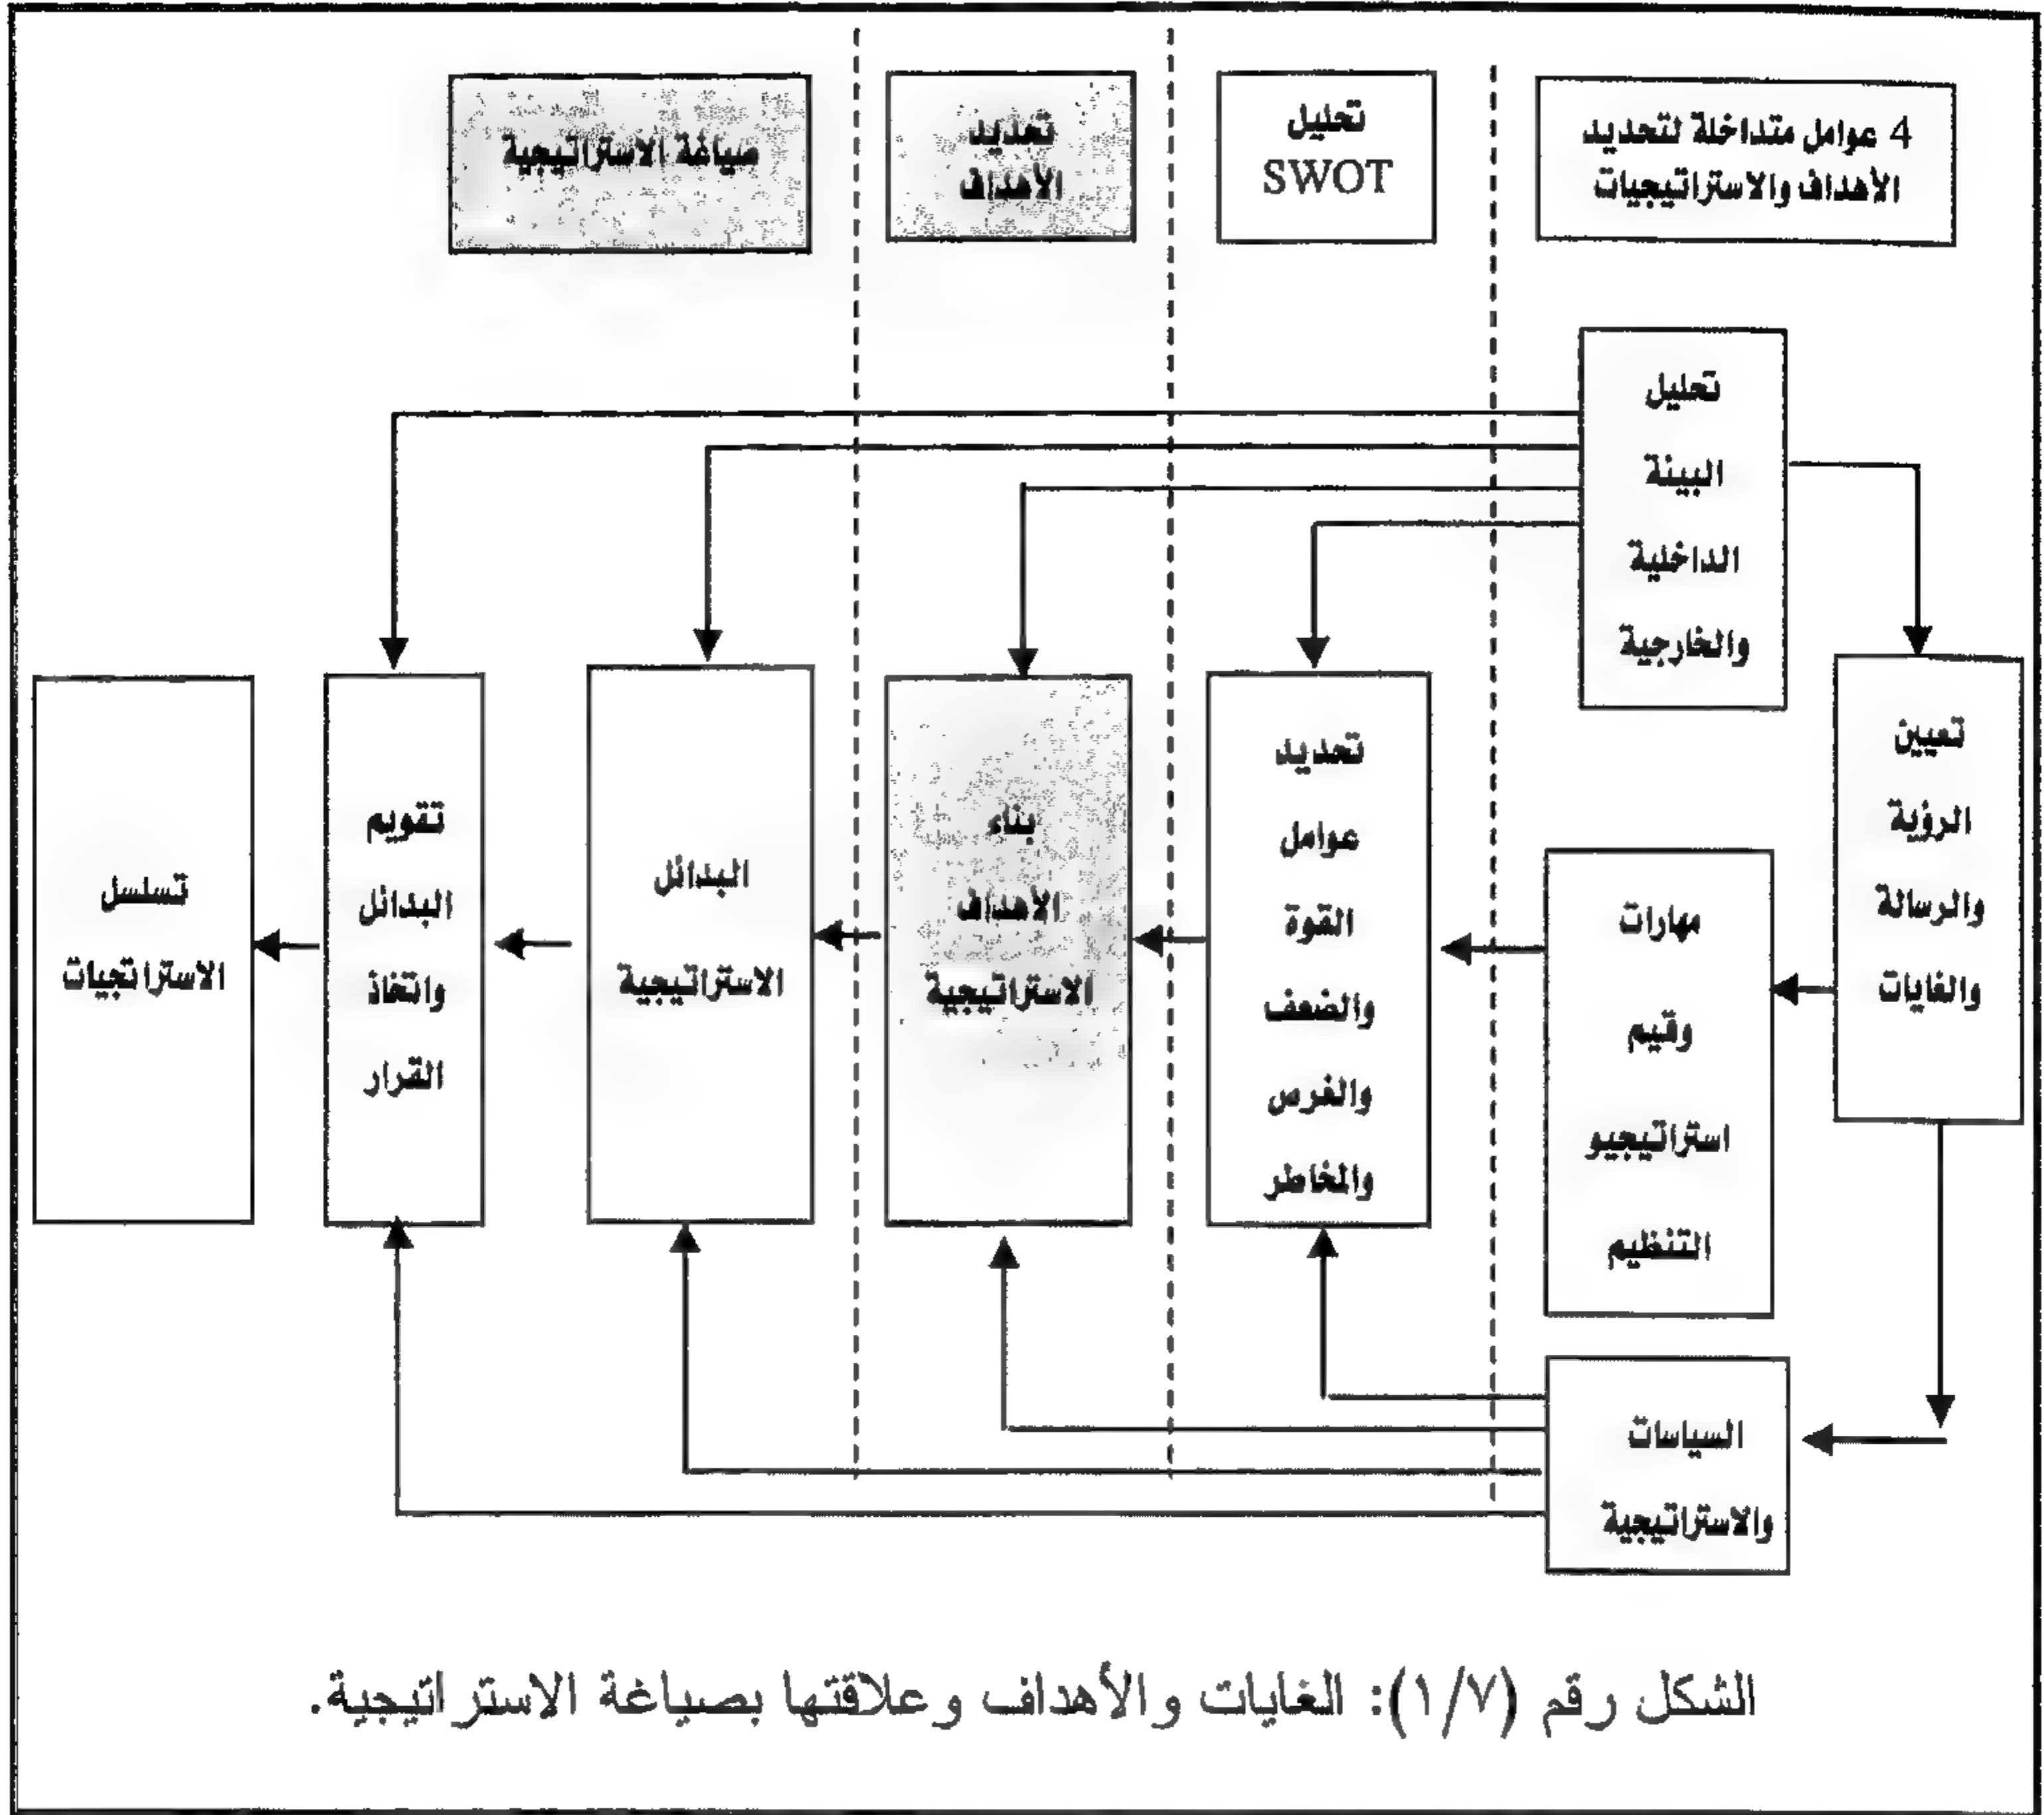 4 عوامل متداخلة لتحديد
الأهداف والاستراتيجيات
تحليل
SWOT
تحديد
الأهداف
صياغة الاستراتيجية
تحليل
البيئة
الداخلية
والخارجية
تعيين
الرؤية
والرسالة
والغايات
مهارات
وقيم
استراتيجيو
التنظيم
السياسات
والاستراتيجية
تحديد
عوامل
القوة
والضعف
والفرص
والمخاطر
بناء
الأهداف
الاستراتيجية
البدائل
الاستراتيجية
تقويم
البدائل
واتخاذ
القرار
تسلسل
الاستراتجيات
الشكل رقم (١/٧): الغايات والأهداف وعلاقتها بصياغة الاستراتيجية.